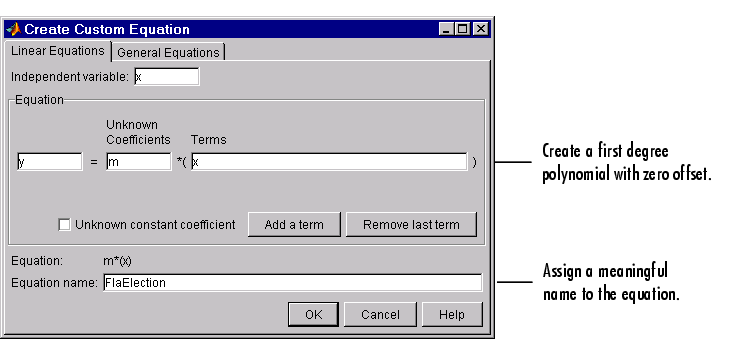 Create Custom Equation
Linear Equations General Equations
Independent variable: x
Equation
Unknown
Coefficients Terms
y = m *( x )
Create a first degree
polynomial with zero offset.
Unknown constant coefficient Add a term Remove last term
Equation: m*(x)
Equation name: FlaElection
Assign a meaningful
name to the equation.
OK Cancel Help